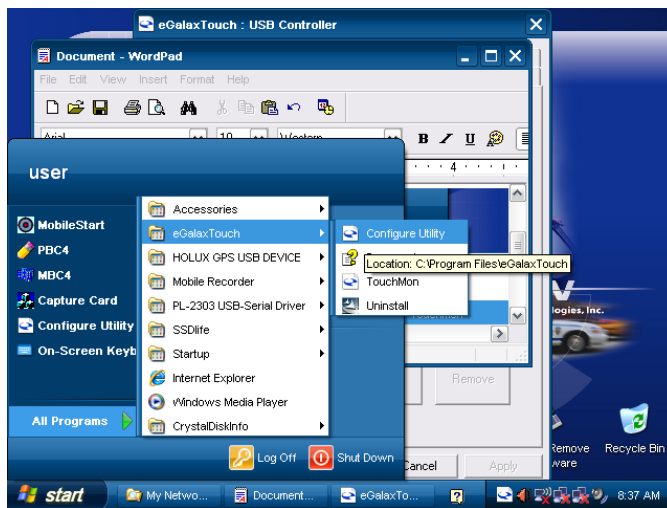 eGalaxTouch : USB Controller
Document - WordPad
File Edit View Insert Format Help
Arial 10 Western
4
user
MobileStart
PBC4
MBC4
Capture Card
Configure Utility
On-Screen Keyb
All Programs
Accessories
eGalaxTouch
HOLUX GPS USB DEVICE
Mobile Recorder
PL-2303 USB-Serial Driver
SSDlife
Startup
Internet Explorer
Windows Media Player
CrystalDiskInfo
Configure Utility
Location: C:\Program Files\eGalaxTouch
TouchMon
Uninstall
logies, Inc.
Remove
Remove
ware
Recycle Bin
Log Off
Shut Down
Cancel
Apply
start
My Netwo...
Document...
eGalaxTo...
8:37 AM